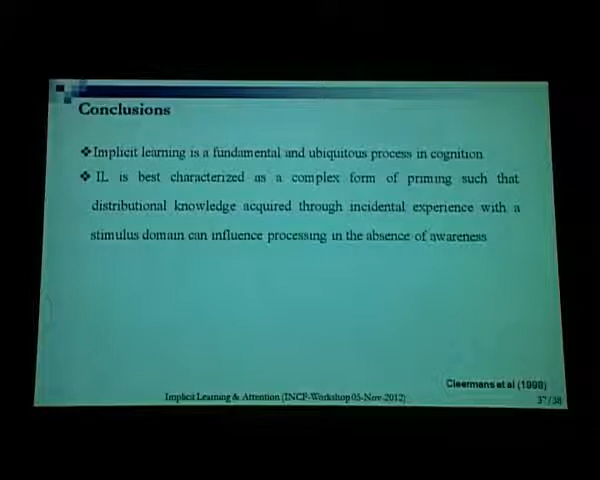 Conclusions
❖Implicit learning is a fundamental and ubiquitous process in cognition
❖ IL is best characterized as a complex form of priming such that
distributional knowledge acquired through incidental experience with a
stimulus domain can influence processing in the absence of awareness
Cleermans et al (1998)
Implicit Learning & Attention (INCF-Workshop 05-Nov-2012)
37/38